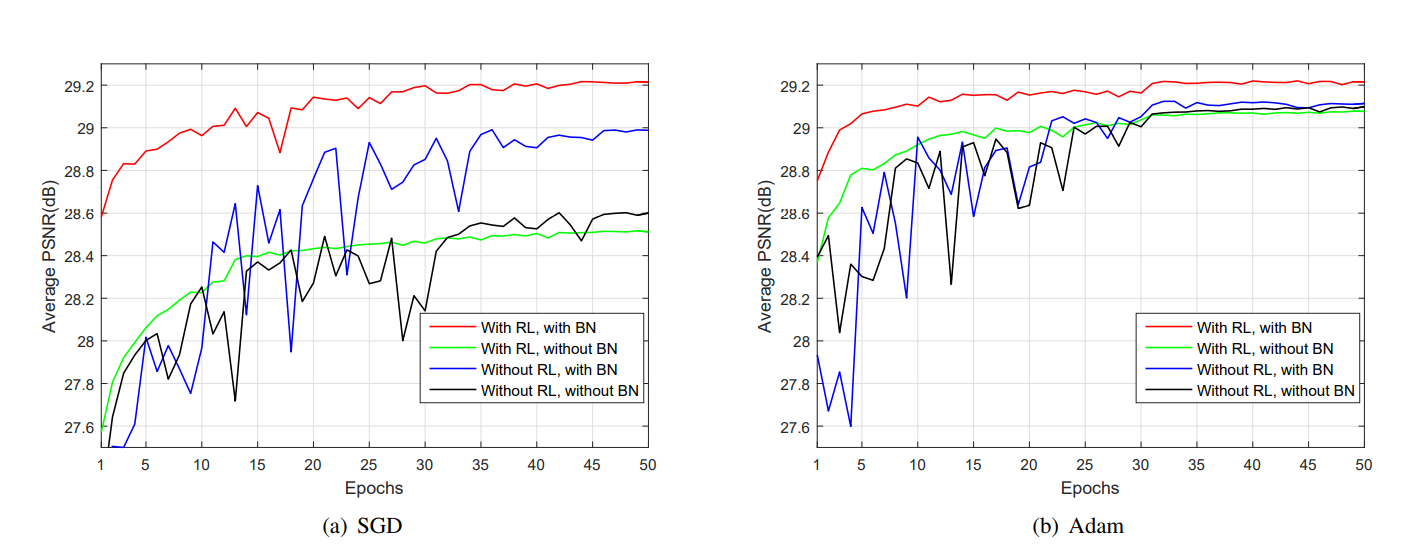 29.2
29
28.8
28.6
28.4
28.2
28
27.8
27.6
Average PSNR(dB)
With RL, with BN
With RL, without BN
Without RL, with BN
Without RL, without BN
1 5 10 15 20 25 30 35 40 45 50
Epochs
(a) SGD
29.2
29
28.8
28.6
28.4
28.2
28
27.8
27.6
Average PSNR(dB)
With RL, with BN
With RL, without BN
Without RL, with BN
Without RL, without BN
1 5 10 15 20 25 30 35 40 45 50
Epochs
(b) Adam